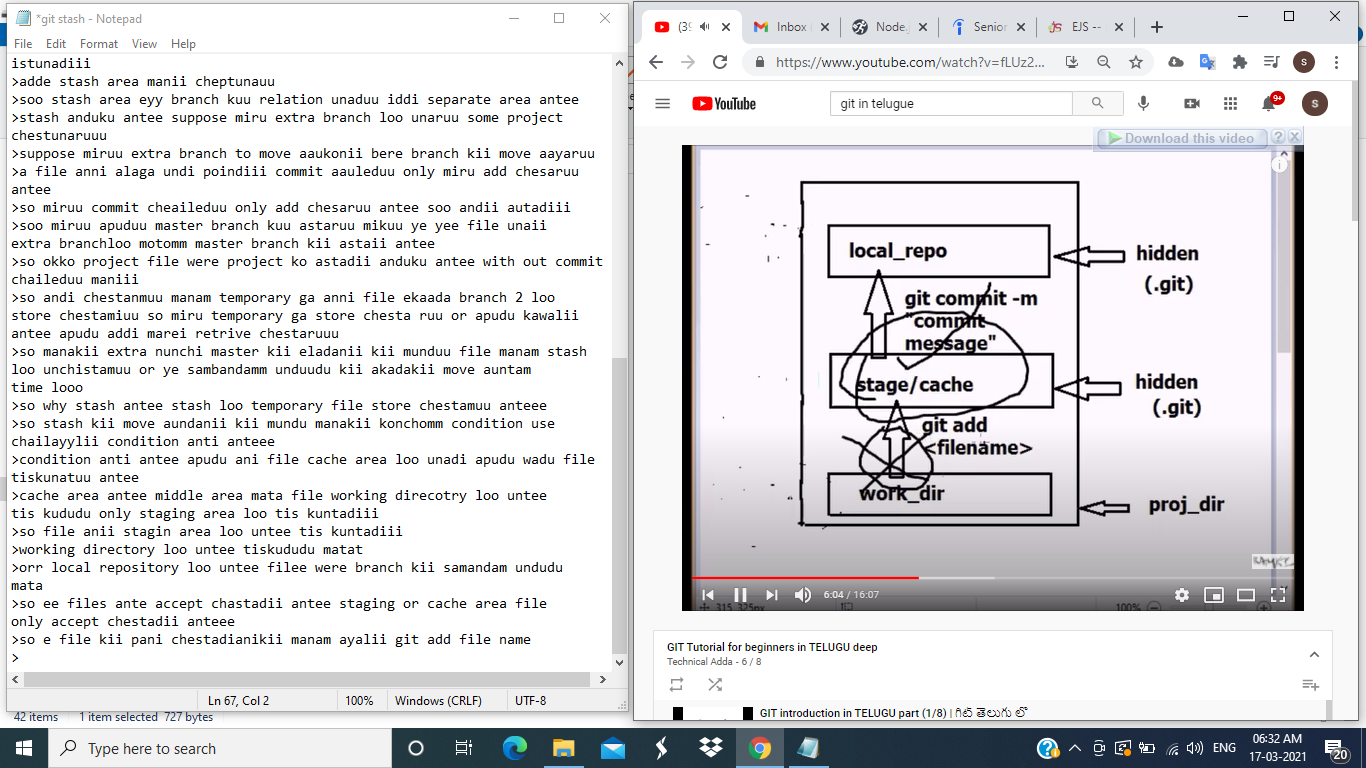 *git stash - Notepad
File Edit Format View Help
istunadiii
>adde stash area manii cheptunauu
>soo stash area eyy branch kuu relation unaduu iddi separate area antee
>stash anduku antee suppose miru extra branch loo unaruu some project
chestunaruuu
>suppose miruu extra branch to move aaukonii bere branch kii move aayaruu
>a file anni alaga undi poindiii commit aauleduu only miru add chesaruu
antee
>so miruu commit cheaileduu only add chesaruu antee soo andii autadiii
>soo miruu apuduu master branch kuu astaruu mikuu ye yee file unaii
extra branchloo motomm master branch kii astaii antee
>so okko project file were project ko astadii anduku antee with out commit
chaileduu maniii
>so andi chestanmuu manam temporary ga anni file ekaada branch 2 loo
store chestamiuu so miru temporary ga store chesta ruu or apudu kawalii
antee apudu addi marei retrive chestaruuu
>so manakii extra nunchi master kii eladanii kii munduu file manam stash
loo unchistamuu or ye sambandamm unduudu kii akadakii move auntam
time looo
>so why stash antee stash loo temporary file store chestamuu anteee
>so stash kii move aundanii kii mundu manakii konchomm condition use
chailayylii condition anti anteee
>condition anti antee apudu ani file cache area loo unadi apudu wadu file
tiskunatuu antee
>cache area antee middle area mata file working direcotry loo untee
tis kududu only staging area loo tis kuntadiii
>so file anii stagin area loo untee tis kuntadiii
>working directory loo untee tiskududu matat
>orr local repository loo untee filee were branch kii samandam undudu
mata
>so ee files ante accept chastadii antee staging or cache area file
only accept chestadii anteee
>so e file kii pani chestadianikii manam ayalii git add file name
>
Ln 67, Col 2 100% Windows (CRLF) UTF-8
42 items 1 item selected 727 bytes
(39 Inbox Node. Senior EJS --
https://www.youtube.com/watch?v=fLUz2... S
YouTube git in telugue 9+ S
Download this video ?
local_repo
hidden
(.git)
git commit -m
"commit
message"
stage/cache
hidden
(.git)
git add
<filename>
work_dir
proj_dir
6:04 / 16:07
315, 325px 100%
GIT Tutorial for beginners in TELUGU deep
Technical Adda - 6 / 8
GIT introduction in TELUGU part (1/8) | గిట్ తెలుగు లో
Type here to search
ENG
06:32 AM
17-03-2021
20